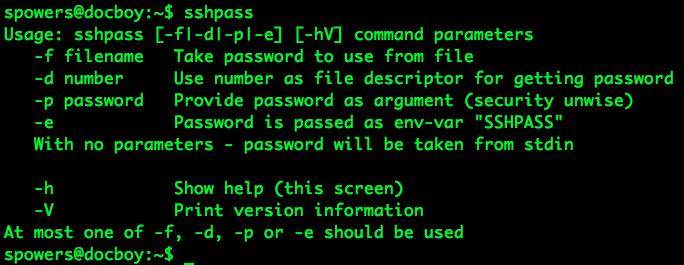 spowers@docboy:~$ sshpass
Usage: sshpass [-f|-d|-p|-e] [-hV] command parameters
   -f filename   Take password to use from file
   -d number     Use number as file descriptor for getting password
   -p password   Provide password as argument (security unwise)
   -e            Password is passed as env-var "SSHPASS"
   With no parameters - password will be taken from stdin

   -h            Show help (this screen)
   -V            Print version information
At most one of -f, -d, -p or -e should be used
spowers@docboy:~$ _